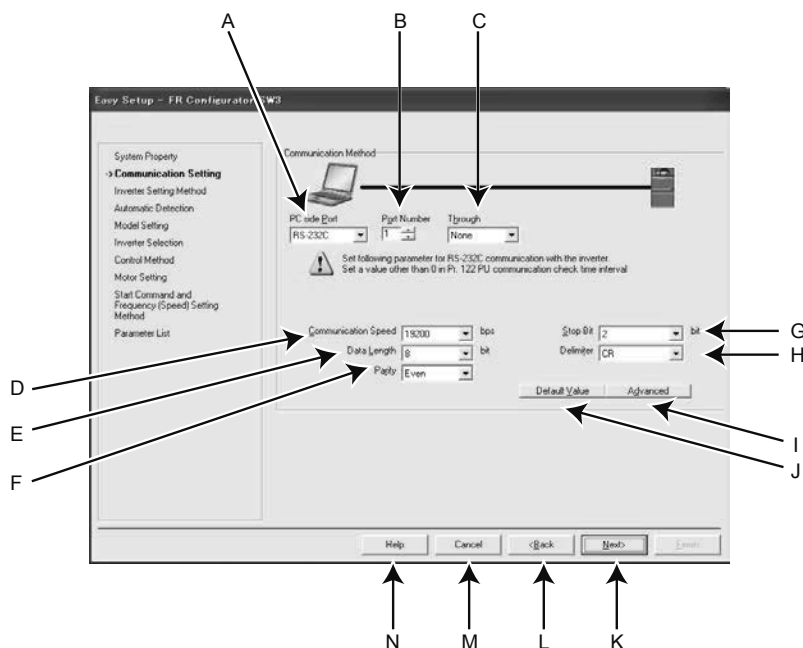 A
B
C
Easy Setup - FR Configurator SW3
System Property
Communication Setting
Inverter Setting Method
Automatic Detection
Model Setting
Inverter Selection
Control Method
Motor Setting
Start Command and
Frequency (Speed) Setting
Method
Parameter List
Communication Method
PC side Port
Port Number
Through
RS-232C
1
None
Set following parameter for RS-232C communication with the inverter.
Set a value other than 0 in Pr. 122 PU communication check time interval
Communication Speed 19200 bps
Stop Bit 2 bit
Data Length 8 bit
Delimiter CR
Parity Even
Default Value
Advanced
D
E
F
G
H
I
J
Help
Cancel
<Back
Next>
Finish
N
M
L
K